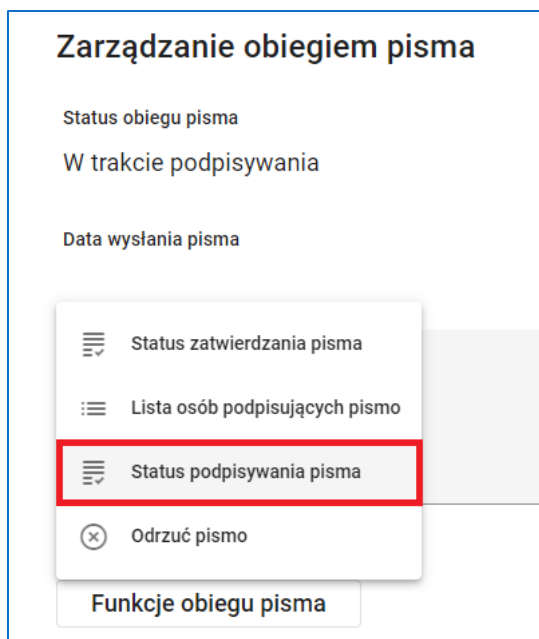 Zarządzanie obiegiem pisma
Status obiegu pisma
W trakcie podpisywania
Data wysłania pisma
Status zatwierdzania pisma
Lista osób podpisujących pismo
Status podpisywania pisma
Odrzuć pismo
Funkcje obiegu pisma